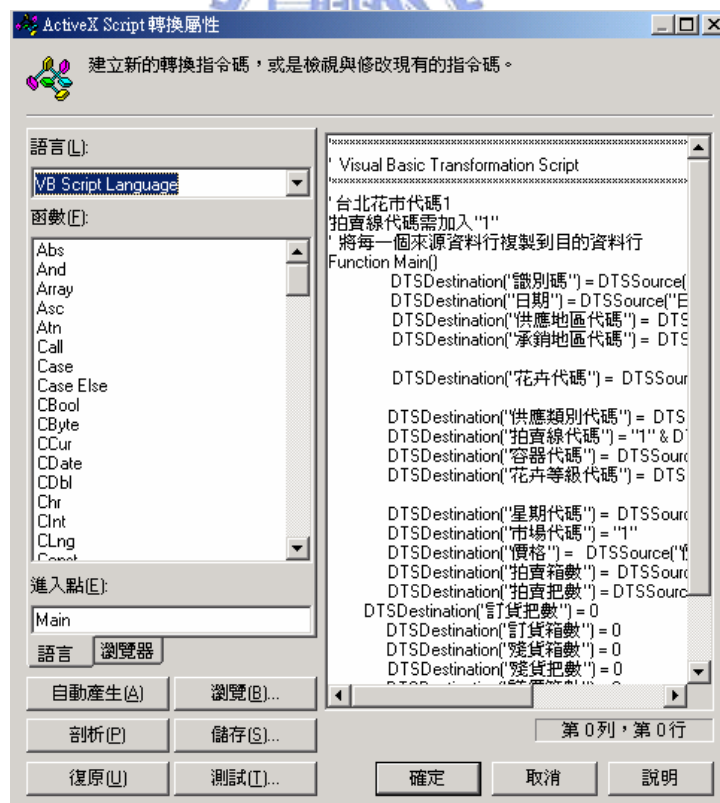 ActiveX Script 轉換屬性
建立新的轉換指令碼，或是檢視與修改現有的指令碼。
語言(L):
VB Script Language
函數(F):
Abs
And
Array
Asc
Atn
Call
Case
Case Else
CBool
CByte
CCur
CDate
CDbl
Chr
CInt
CLng
Const
進入點(E):
Main
語言
瀏覽器
自動產生(A)
瀏覽(B)...
剖析(P)
儲存(S)...
復原(U)
測試(T)...
' Visual Basic Transformation Script
'台北花市代碼1
'拍賣線代碼需加入"1"
' 將每一個來源資料行複製到目的資料行
Function Main()
DTSDestination("識別碼") = DTSSource(
DTSDestination("日期") = DTSSource("日
DTSDestination("供應地區代碼") = DTS
DTSDestination("承銷地區代碼") = DTS
DTSDestination("花卉代碼") = DTSSour
DTSDestination("供應類別代碼") = DTS
DTSDestination("拍賣線代碼") = "1" & D
DTSDestination("容器代碼") = DTSSour
DTSDestination("花卉等級代碼") = DTS
DTSDestination("星期代碼") = DTSSour
DTSDestination("市場代碼") = "1"
DTSDestination("價格") = DTSSource("價
DTSDestination("拍賣箱數") = DTSSour
DTSDestination("拍賣把數") = DTSSourc
DTSDestination("訂貨把數") = 0
DTSDestination("訂貨箱數") = 0
DTSDestination("殘貨箱數") = 0
DTSDestination("殘貨把數") = 0
第 0列，第 0行
確定
取消
說明